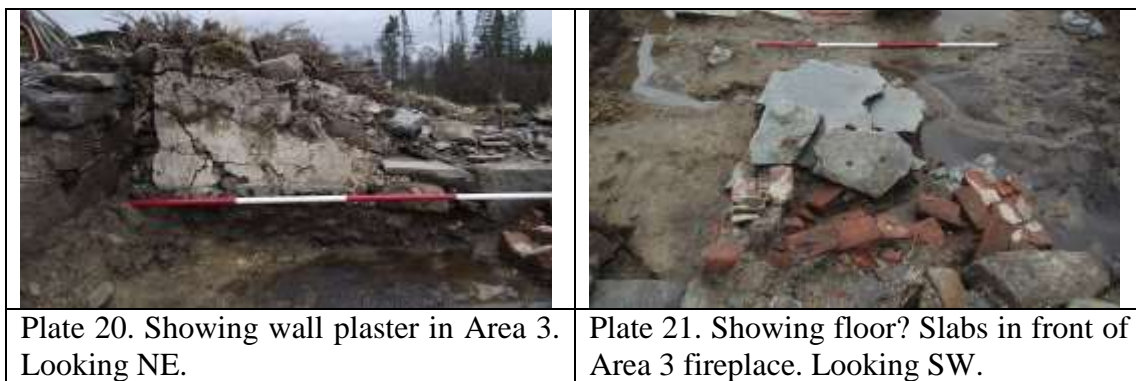 Plate 20. Showing wall plaster in Area 3.
Looking NE.
Plate 21. Showing floor? Slabs in front of
Area 3 fireplace. Looking SW.